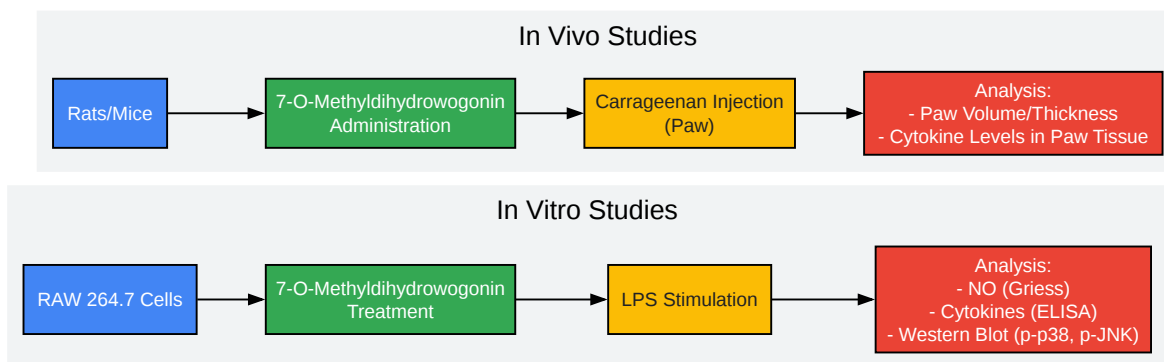 In Vivo Studies
Rats/Mice
7-O-Methyldihydrowogonin
Administration
Carrageenan Injection
(Paw)
Analysis:
- Paw Volume/Thickness
- Cytokine Levels in Paw Tissue
In Vitro Studies
RAW 264.7 Cells
7-O-Methyldihydrowogonin
Treatment
LPS Stimulation
Analysis:
- NO (Griess)
- Cytokines (ELISA)
- Western Blot (p-p38, p-JNK)